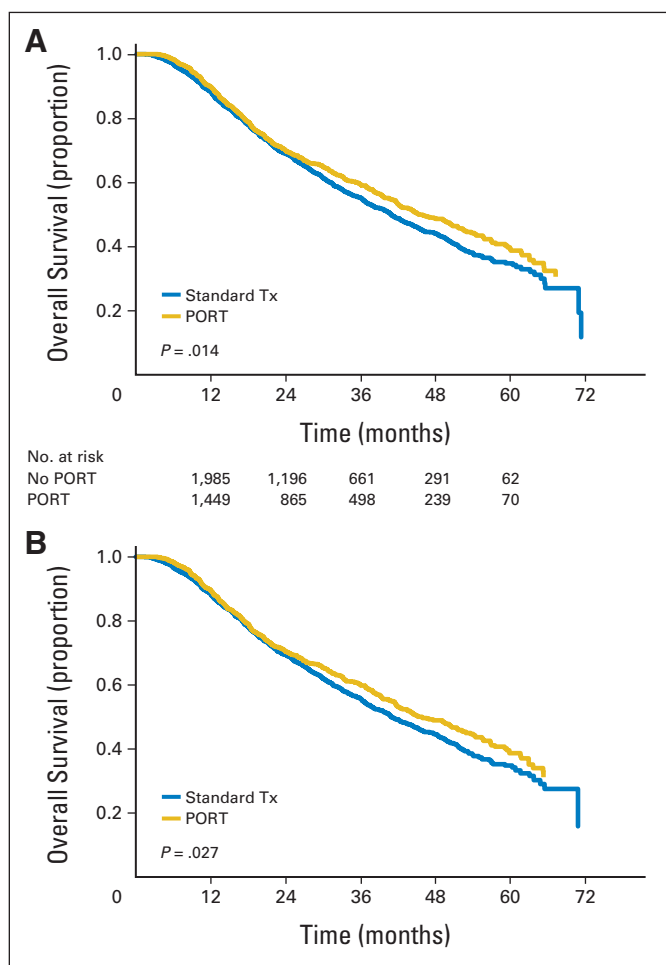 A
1.0
0.8
0.6
0.4
0.2
0
Overall Survival (proportion)
Standard Tx
PORT
P = .014
12 24 36 48 60 72
Time (months)
No. at risk
No PORT 1,985 1,196 661 291 62
PORT 1,449 865 498 239 70
B
1.0
0.8
0.6
0.4
0.2
0
Overall Survival (proportion)
Standard Tx
PORT
P = .027
12 24 36 48 60 72
Time (months)